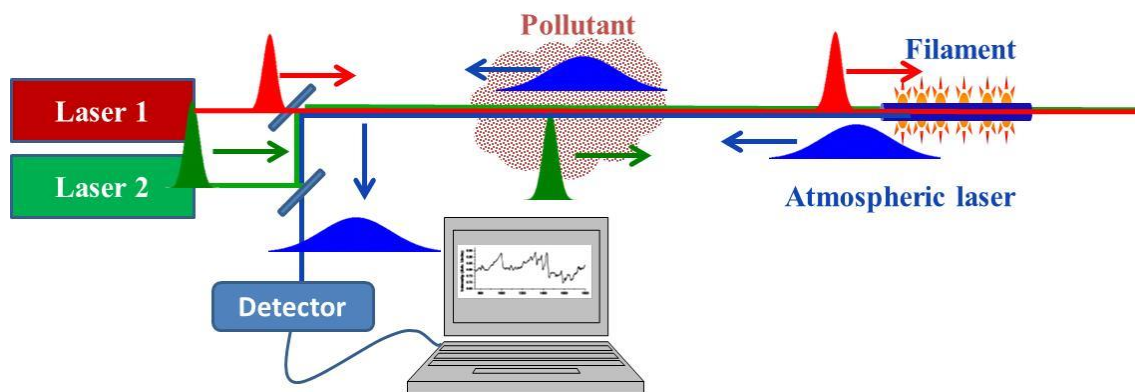 Pollutant
Filament
Laser 1
Laser 2
Atmospheric laser
Detector